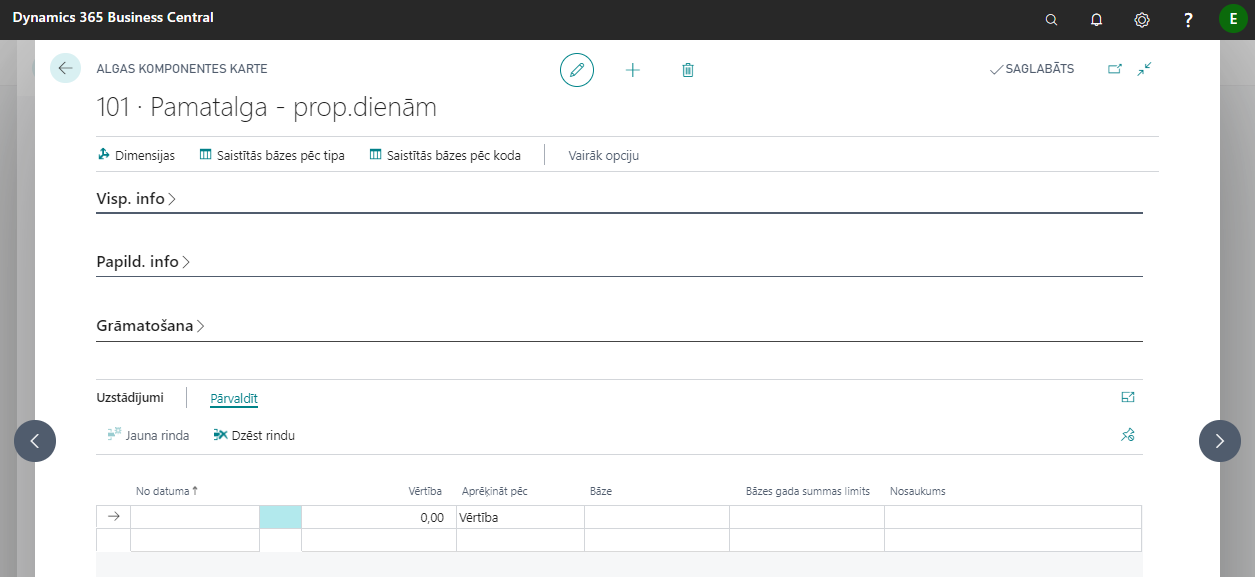 Dynamics 365 Business Central
?
E
ALGAS KOMPONENTES KARTE
SAGLABĀTS
101 · Pamatalga - prop.dienām
Dimensijas Saistītās bāzes pēc tipa Saistītās bāzes pēc koda Vairāk opciju
Visp. info
Papild. info
Grāmatošana
Uzstādījumi Pārvaldīt
Jauna rinda Dzēst rindu
No datuma ↑ Vērtība Aprēķināt pēc Bāze Bāzes gada summas limits Nosaukums
0,00 Vērtība